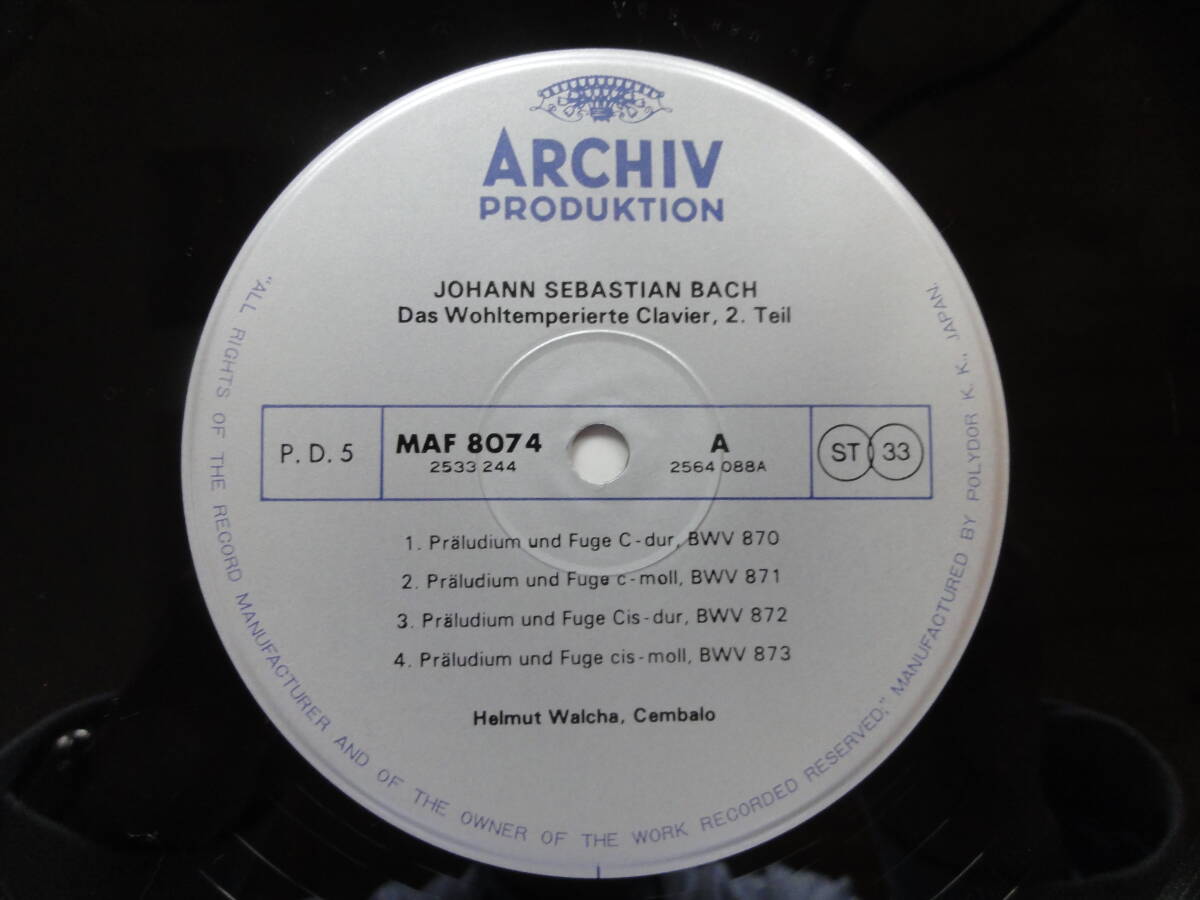 ARCHIV
PRODUKTION
JOHANN SEBASTIAN BACH
Das Wohltemperierte Clavier, 2. Teil
P. D. 5
MAF 8074
2533 244
A
2564 088A
ST 33
1. Präludium und Fuge C-dur, BWV 870
2. Präludium und Fuge c-moll, BWV 871
3. Präludium und Fuge Cis-dur, BWV 872
4. Präludium und Fuge cis-moll, BWV 873
Helmut Walcha, Cembalo
"ALL RIGHTS OF THE RECORD MANUFACTURER AND OF THE OWNER OF THE WORK RECORDED RESERVED;" MANUFACTURED BY POLYDOR K. K., JAPAN.